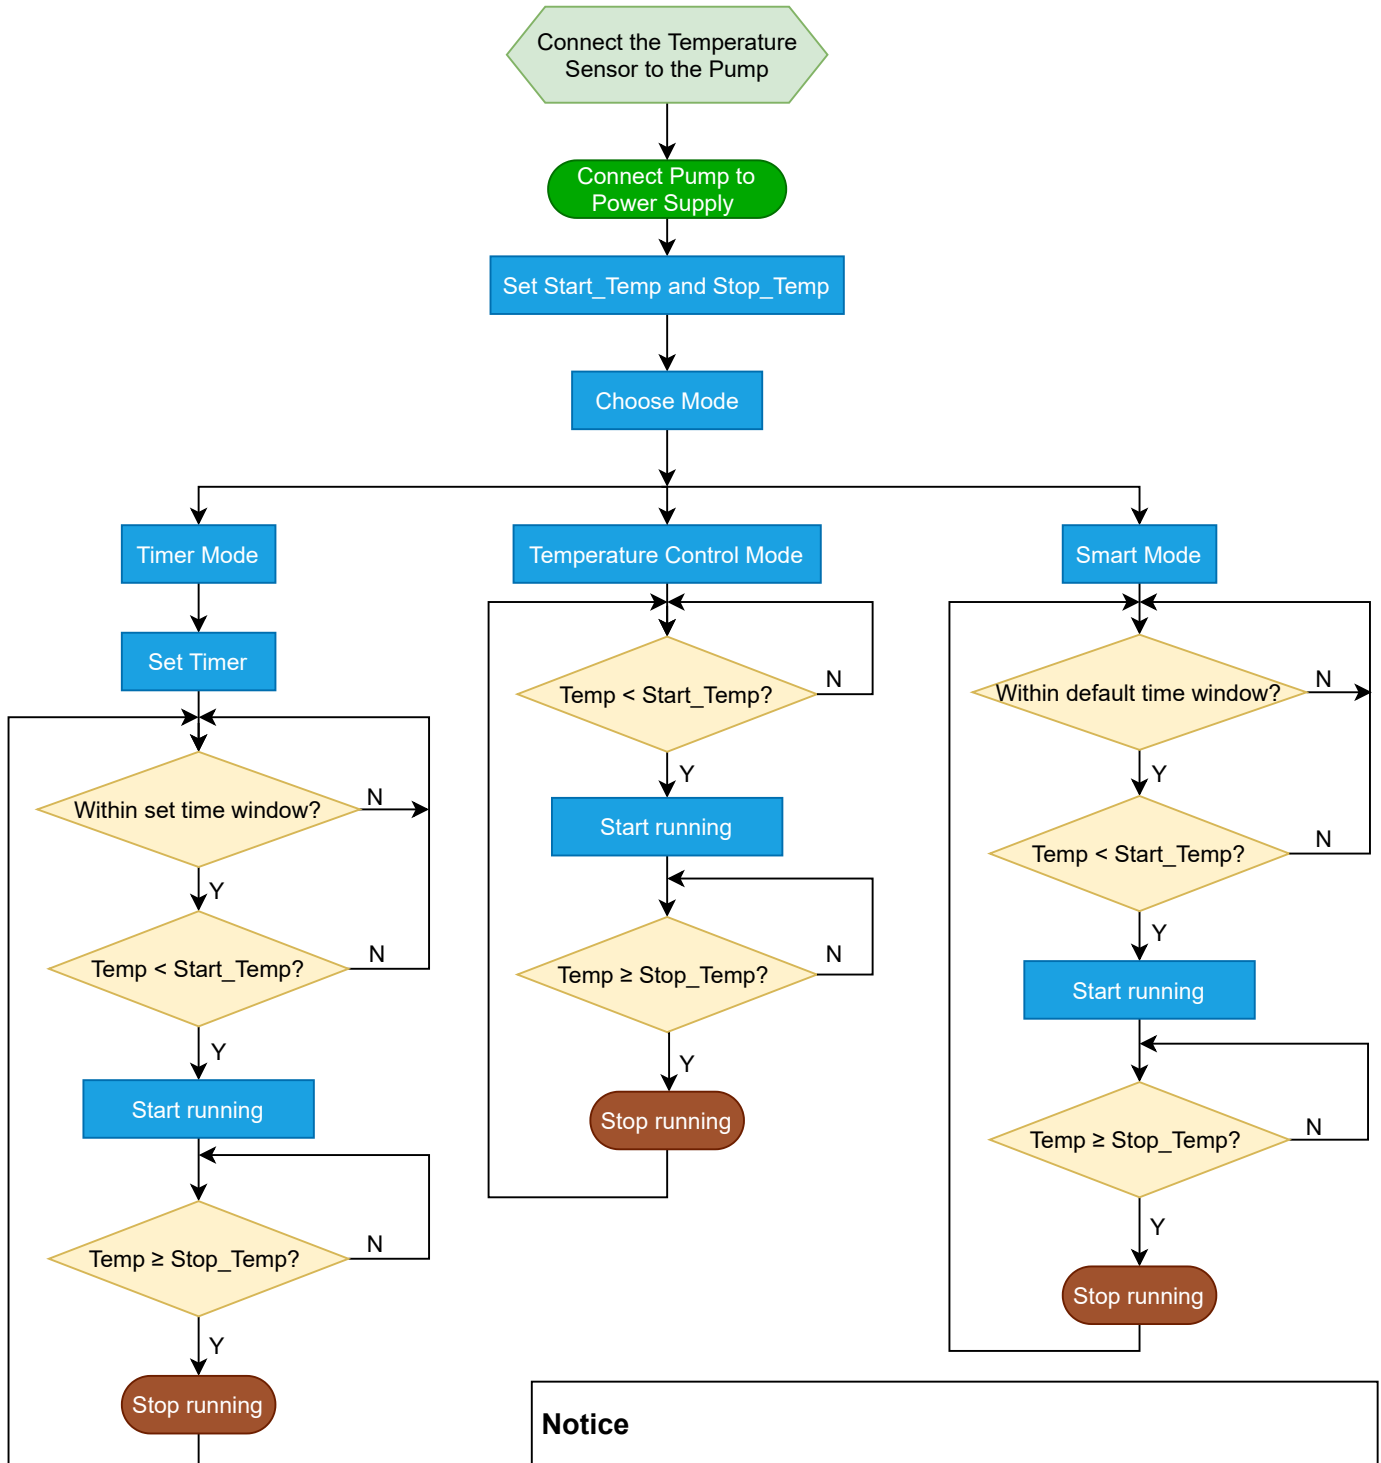 Connect the Temperature
Sensor to the Pump
Connect Pump to
Power Supply
Set Start_Temp and Stop_Temp
Choose Mode
Timer Mode
Set Timer
Within set time window?
N
Y
Temp < Start_Temp?
N
Y
Start running
Temp ≥ Stop_Temp?
N
Y
Stop running
Temperature Control Mode
Temp < Start_Temp?
N
Y
Start running
Temp ≥ Stop_Temp?
N
Y
Stop running
Smart Mode
Within default time window?
N
Y
Temp < Start_Temp?
N
Y
Start running
Temp ≥ Stop_Temp?
N
Y
Stop running
Notice